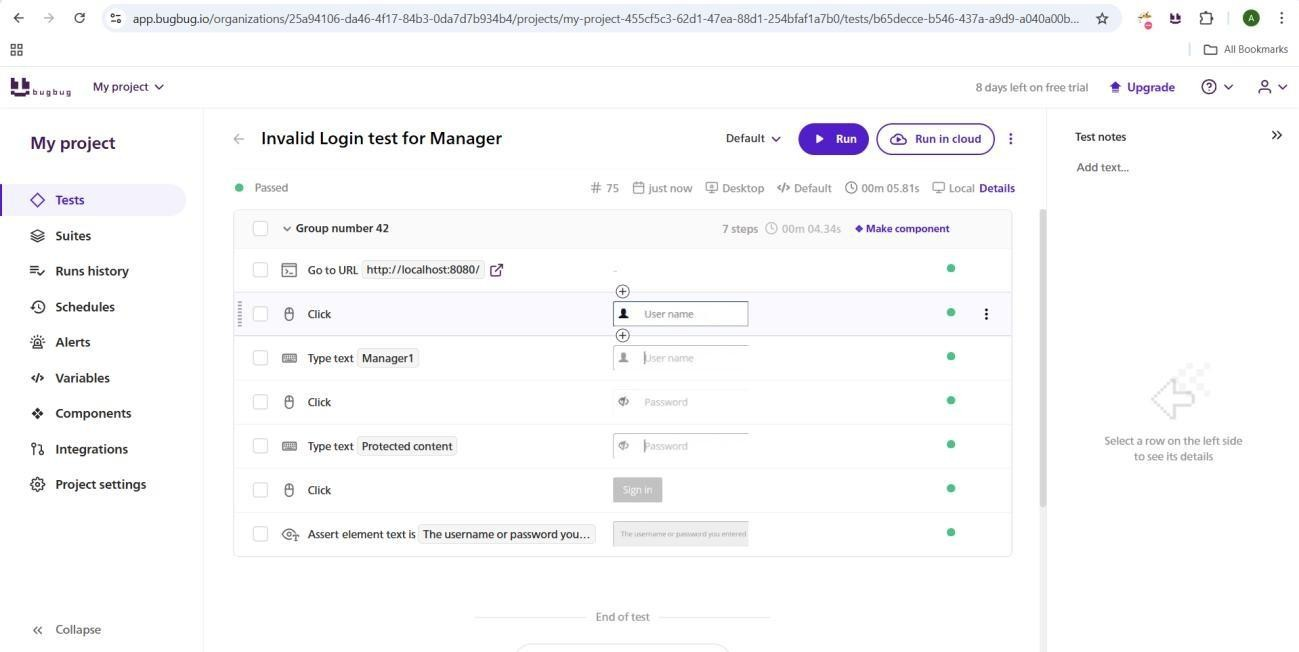 app.bugbug.io/organizations/25a94106-da46-4f17-84b3-0da7d7b934b4/projects/my-project-455cf5c3-62d1-47ea-88d1-254bfaf1a7b0/tests/b65decce-b546-437a-a9d9-a040a00b...
A
All Bookmarks
bugbug
My project
8 days left on free trial
Upgrade
My project
Tests
Suites
Runs history
Schedules
Alerts
Variables
Components
Integrations
Project settings
Collapse
Invalid Login test for Manager
Default
Run
Run in cloud
Passed
# 75 just now Desktop Default 00m 05.81s Local Details
Group number 42 7 steps 00m 04.34s Make component
Go to URL http://localhost:8080/ -
Click User name
Type text Manager1 User name
Click Password
Type text Protected content Password
Click Sign in
Assert element text is The username or password you... The username or password you entered
End of test
Test notes
Add text...
Select a row on the left side
to see its details